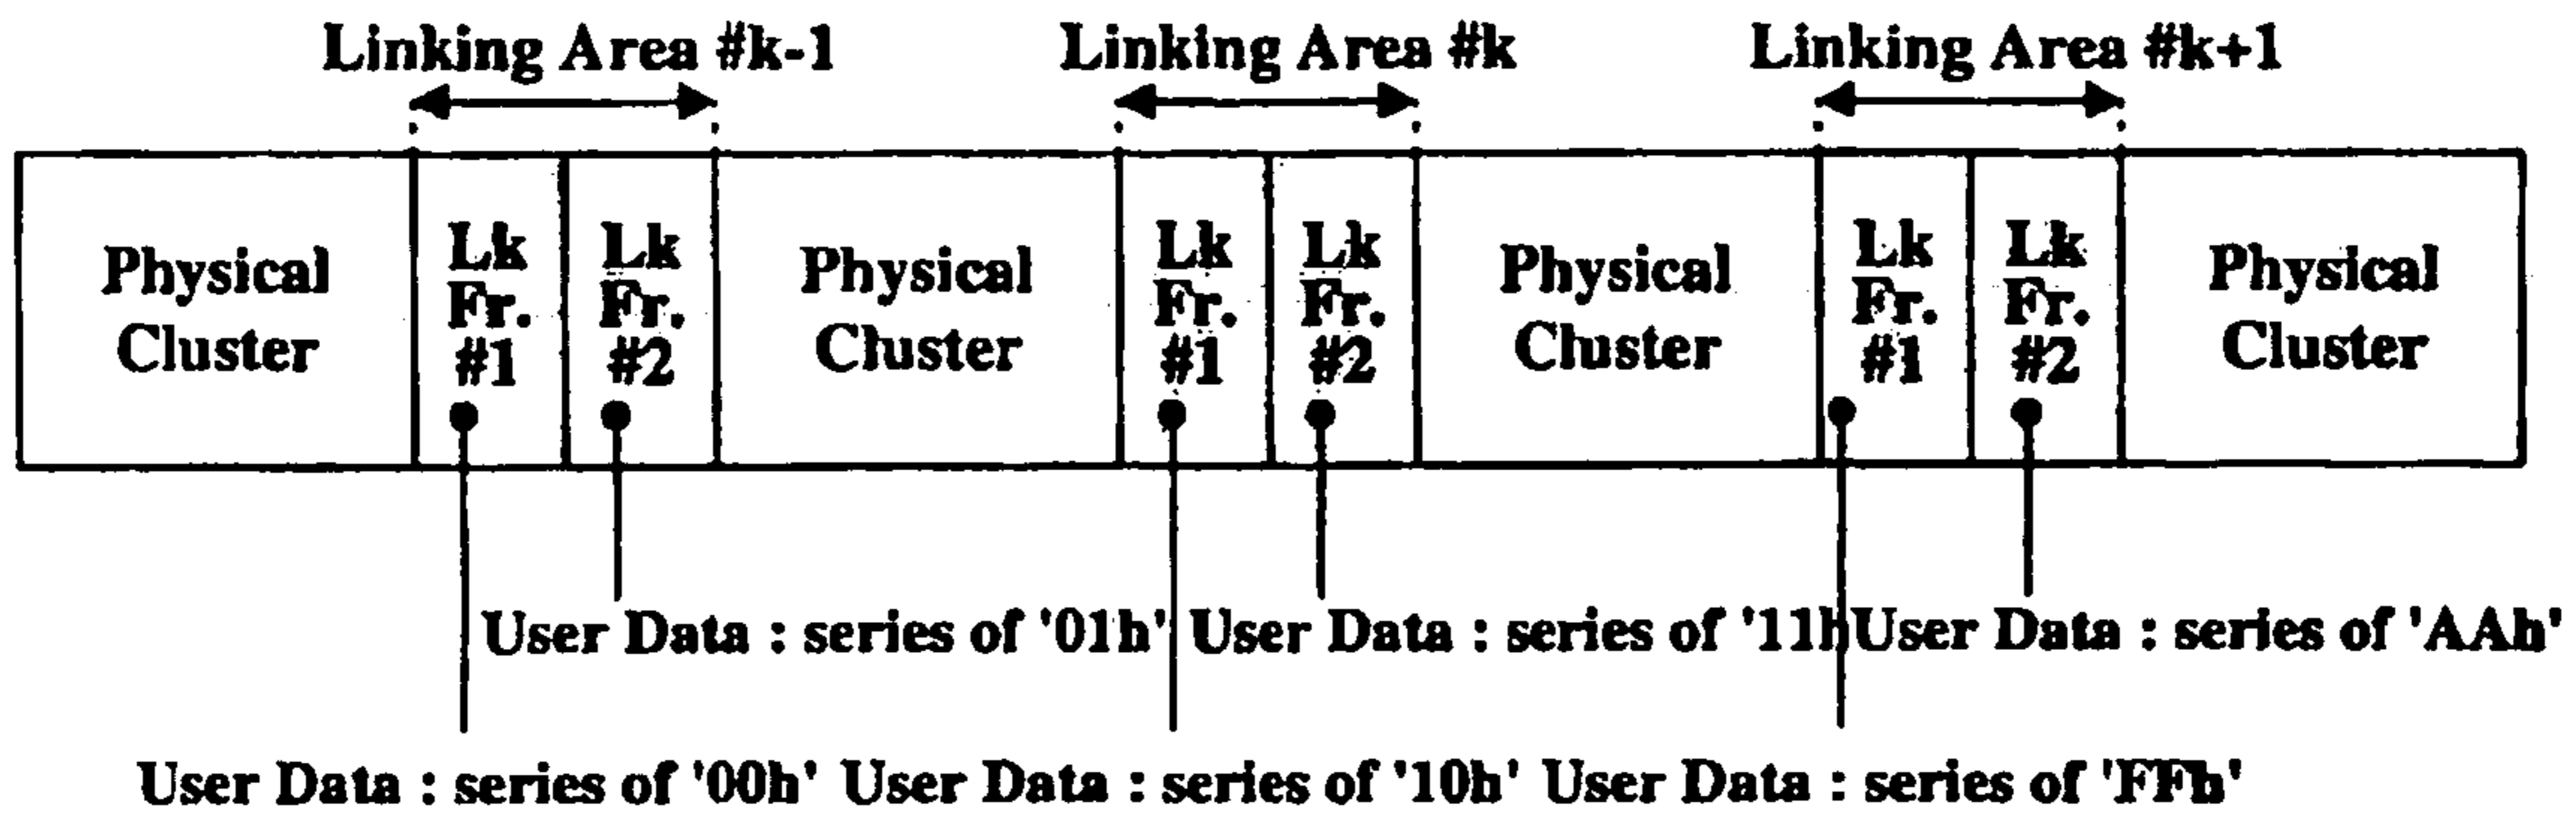 Linking Area #k-1 Linking Area #k Linking Area #k+1
Physical Cluster
Lk Fr. #1
Lk Fr. #2
Physical Cluster
Lk Fr. #1
Lk Fr. #2
Physical Cluster
Lk Fr. #1
Lk Fr. #2
Physical Cluster
User Data : series of '01h' User Data : series of '11h User Data : series of 'AAh'
User Data : series of '00h' User Data : series of '10h' User Data : series of 'FFh'